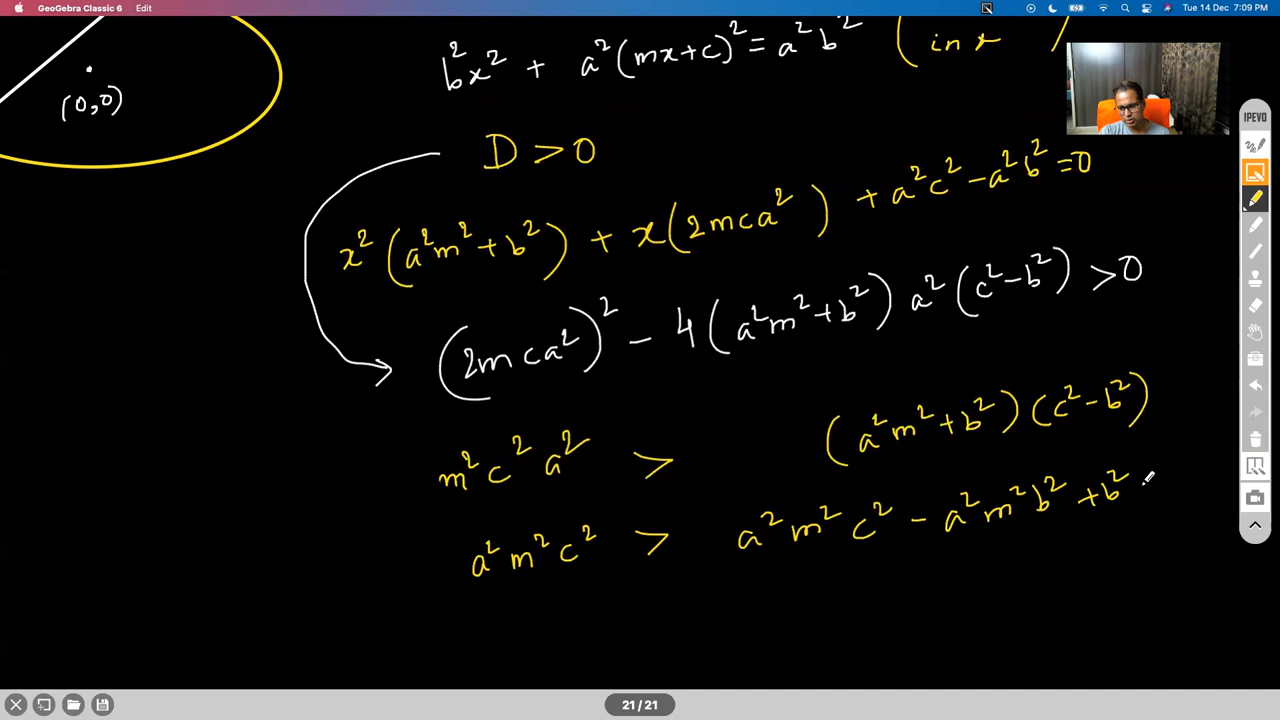 GeoGebra Classic 6 Edit Tue 14 Dec 7:09 PM
b²x² + a²(mx+c)² = a²b² (in x )
(0,0)
IPEVO
D > 0
x²(a²m²+b²) + x(2mca²) + a²c²-a²b²=0
(2mca²)² - 4(a²m²+b²) a²(c²-b²) >0
m²c²a² > (a²m²+b²)(c²-b²)
a²m²c² > a²m²c² - a²m²b² +b²
21 / 21